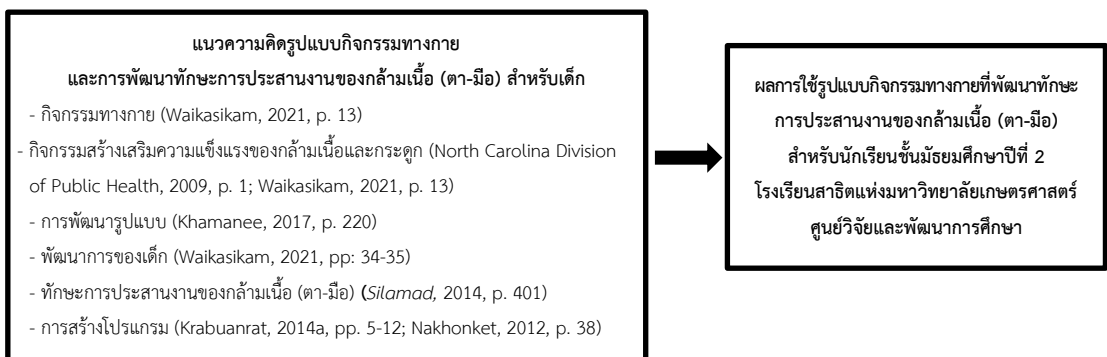 แนวความคิดรูปแบบกิจกรรมทางกาย
และการพัฒนาทักษะการประสานงานของกล้ามเนื้อ (ตา-มือ) สำหรับเด็ก
- กิจกรรมทางกาย (Waikasikam, 2021, p. 13)
- กิจกรรมสร้างเสริมความแข็งแรงของกล้ามเนื้อและกระดูก (North Carolina Division
of Public Health, 2009, p. 1; Waikasikam, 2021, p. 13)
- การพัฒนารูปแบบ (Khamanee, 2017, p. 220)
- พัฒนาการของเด็ก (Waikasikam, 2021, pp: 34-35)
- ทักษะการประสานงานของกล้ามเนื้อ (ตา-มือ) (Silamad, 2014, p. 401)
- การสร้างโปรแกรม (Krabuanrat, 2014a, pp. 5-12; Nakhonket, 2012, p. 38)
ผลการใช้รูปแบบกิจกรรมทางกายที่พัฒนาทักษะ
การประสานงานของกล้ามเนื้อ (ตา-มือ)
สำหรับนักเรียนชั้นมัธยมศึกษาปีที่ 2
โรงเรียนสาธิตแห่งมหาวิทยาลัยเกษตรศาสตร์
ศูนย์วิจัยและพัฒนาการศึกษา